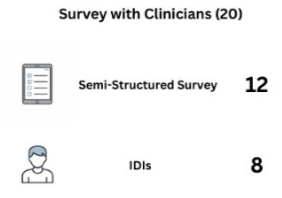 Survey with Clinicians (20)
Semi-Structured Survey 12
IDIs 8